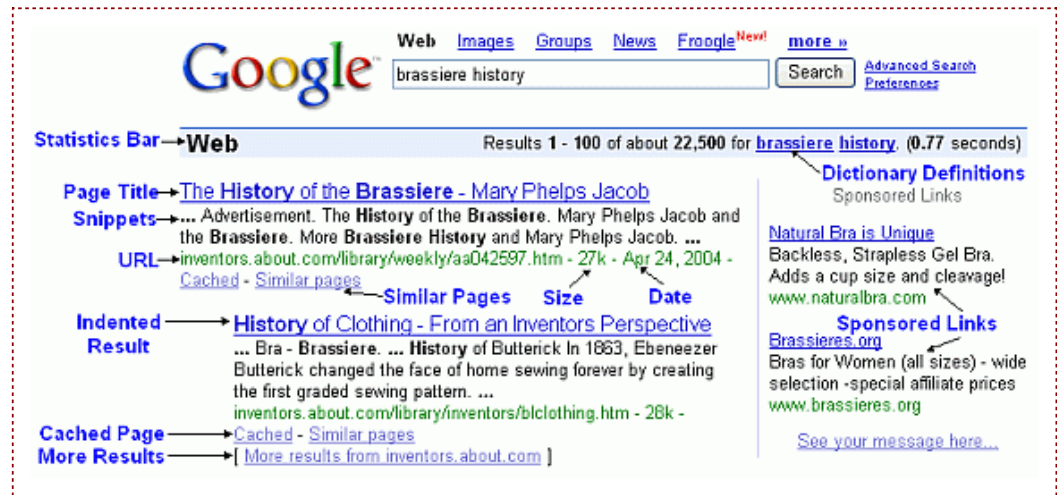 Web Images Groups News Froogle New! more »
Google™
brassiere history Search Advanced Search
Preferences
Statistics Bar Web Results 1 - 100 of about 22,500 for brassiere history. (0.77 seconds)
Dictionary Definitions
Page Title The History of the Brassiere - Mary Phelps Jacob
Snippets ... Advertisement. The History of the Brassiere. Mary Phelps Jacob and
the Brassiere. More Brassiere History and Mary Phelps Jacob. ...
URL inventors.about.com/library/weekly/aa042597.htm - 27k - Apr 24, 2004 -
Cached - Similar pages
Similar Pages Size Date
Indented
Result
History of Clothing - From an Inventors Perspective
... Bra - Brassiere. ... History of Butterick In 1863, Ebeneezer
Butterick changed the face of home sewing forever by creating
the first graded sewing pattern. ...
inventors.about.com/library/inventors/blclothing.htm - 28k -
Cached Page Cached - Similar pages
More Results [ More results from inventors.about.com ]
Sponsored Links
Natural Bra is Unique
Backless, Strapless Gel Bra.
Adds a cup size and cleavage!
www.naturalbra.com
Sponsored Links
Brassieres.org
Bras for Women (all sizes) - wide
selection -special affiliate prices
www.brassieres.org
See your message here...